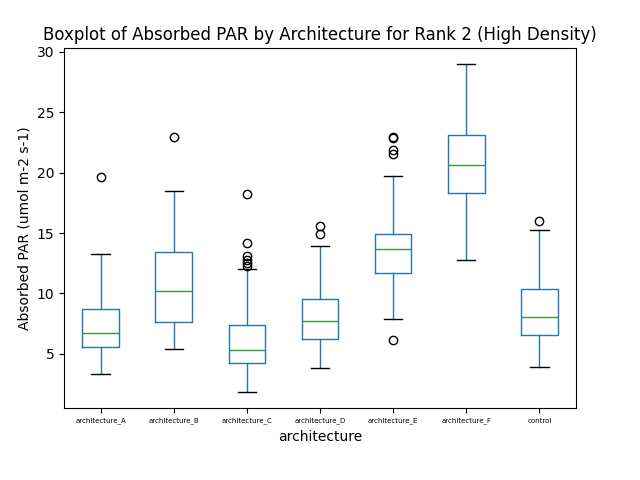 Boxplot of Absorbed PAR by Architecture for Rank 2 (High Density)
30
25
20
15
10
5
Absorbed PAR (umol m-2 s-1)
architecture_A architecture_B architecture_C architecture_D architecture_E architecture_F control
architecture